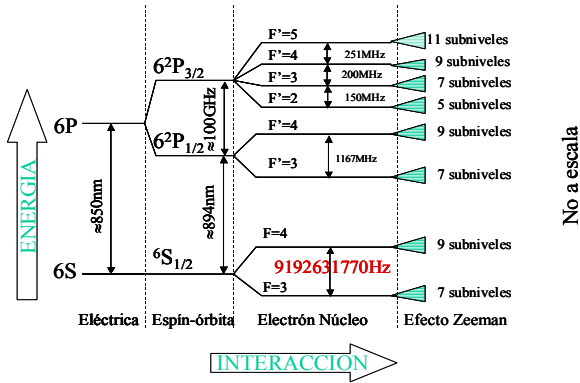 F'=5
11 subniveles
251MHz
F'=4
9 subniveles
6²P3/2
200MHz
F'=3
7 subniveles
150MHz
F'=2
5 subniveles
≈100GHz
6P
F'=4
9 subniveles
6²P1/2
1167MHz
F'=3
7 subniveles
ENERGIA
≈850nm
≈894nm
No a escala
F=4
9 subniveles
⁶S1/2
6S
9192631770Hz
F=3
7 subniveles
Eléctrica
Espín-órbita
Electrón Núcleo
Efecto Zeeman
INTERACCION